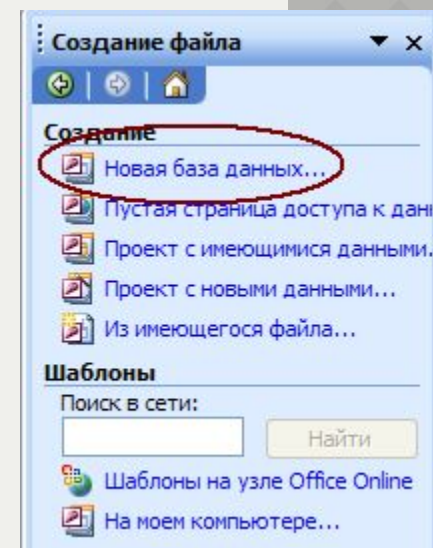 Создание файла
Создание
Новая база данных...
Пустая страница доступа к дан
Проект с имеющимися данными.
Проект с новыми данными...
Из имеющегося файла...
Шаблоны
Поиск в сети:
Найти
Шаблоны на узле Office Online
На моем компьютере...